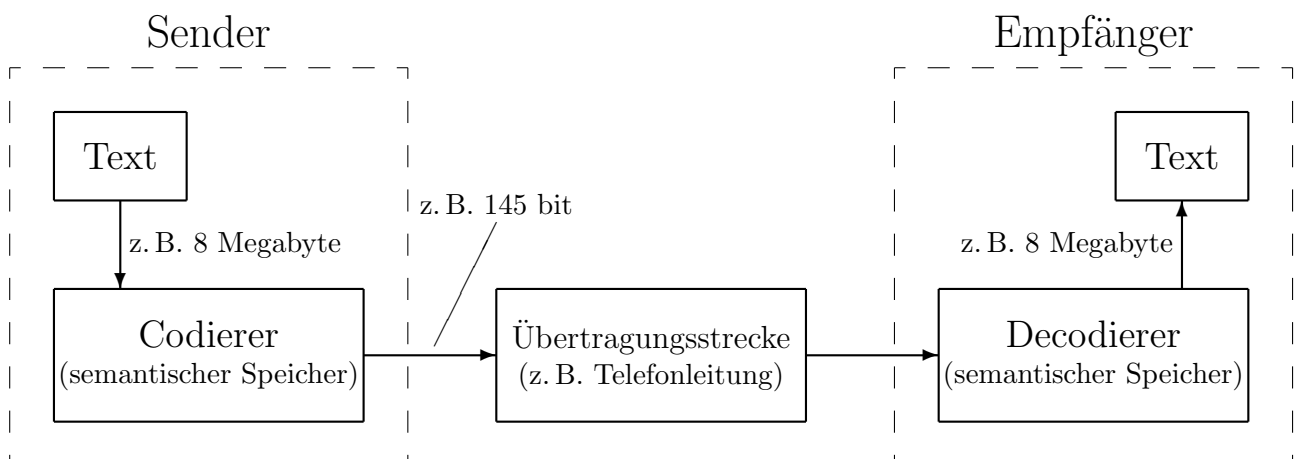 Sender
Empfänger
Text
Text
z. B. 145 bit
z. B. 8 Megabyte
z. B. 8 Megabyte
Codierer
(semantischer Speicher)
Übertragungsstrecke
(z. B. Telefonleitung)
Decodierer
(semantischer Speicher)